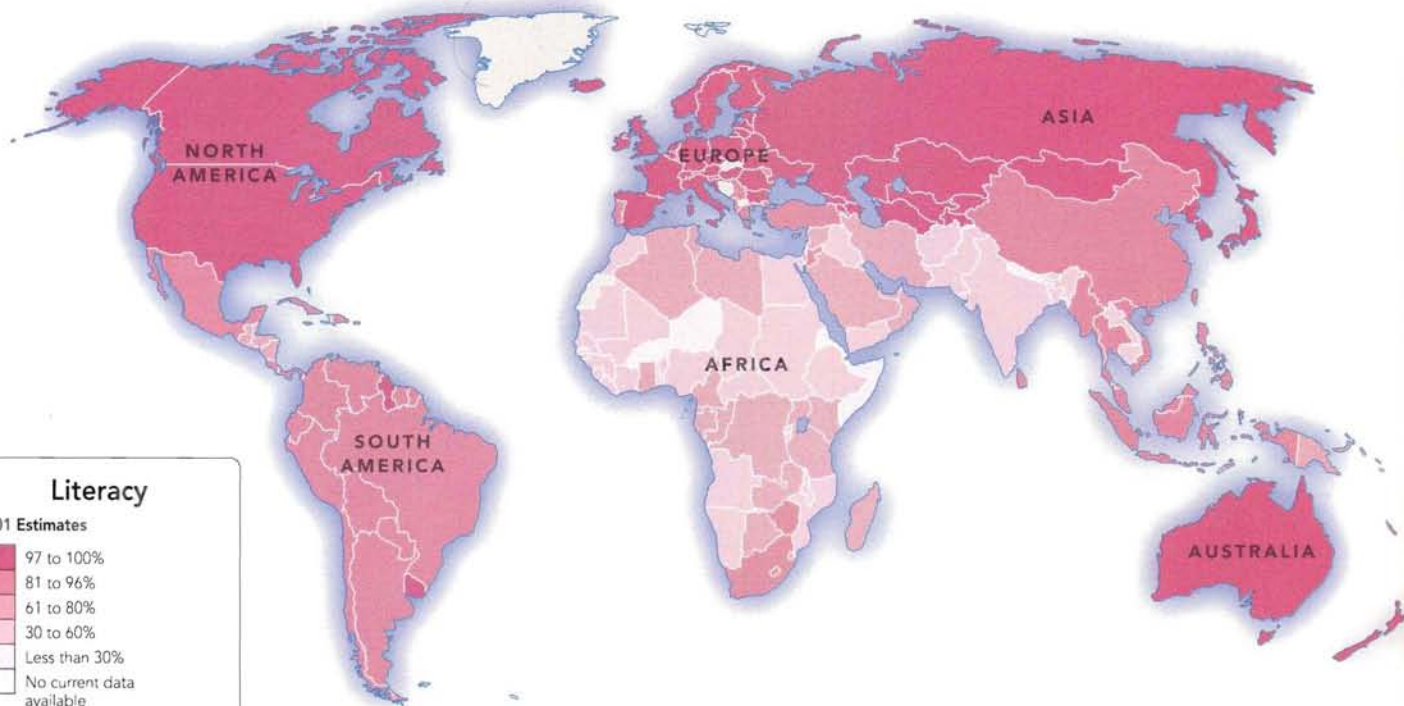 ASIA
NORTH
AMERICA
EUROPE
AFRICA
SOUTH
AMERICA
AUSTRALIA
Literacy
Estimates
97 to 100%
81 to 96%
61 to 80%
30 to 60%
Less than 30%
No current data
available